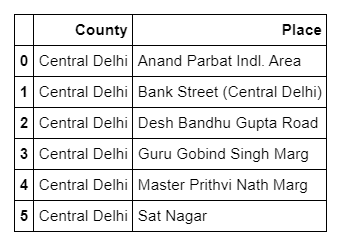 County Place
0 Central Delhi Anand Parbat Indl. Area
1 Central Delhi Bank Street (Central Delhi)
2 Central Delhi Desh Bandhu Gupta Road
3 Central Delhi Guru Gobind Singh Marg
4 Central Delhi Master Prithvi Nath Marg
5 Central Delhi Sat Nagar